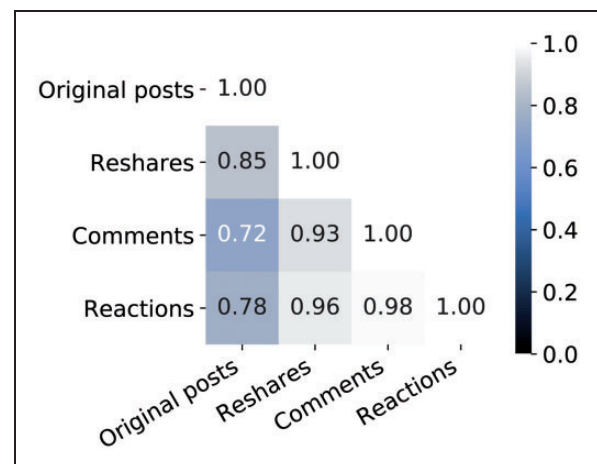 Original posts 1.00
Reshares 0.85 1.00
Comments 0.72 0.93 1.00
Reactions 0.78 0.96 0.98 1.00
Original posts
Reshares
Comments
Reactions
1.0
0.8
0.6
0.4
0.2
0.0